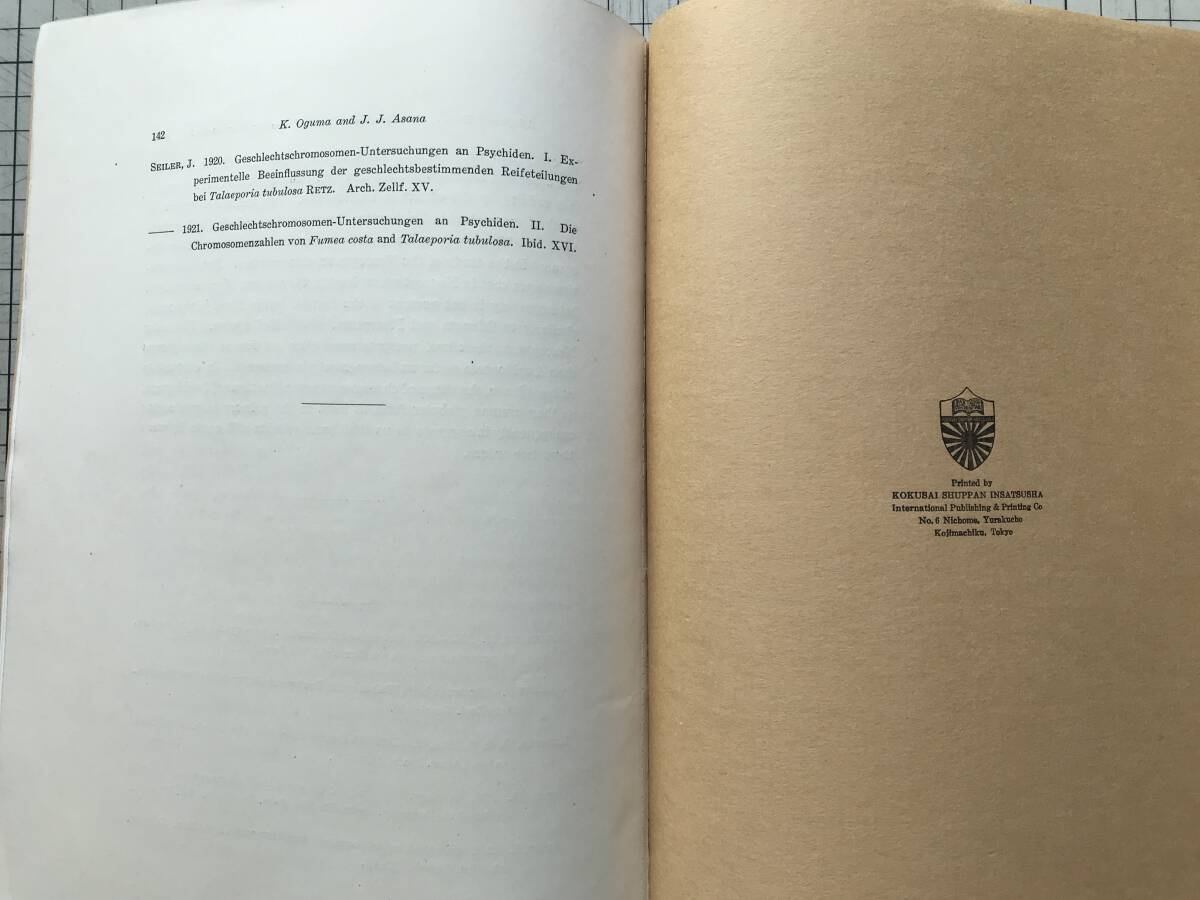 142
K. Oguma and J. J. Asana
SEILER, J. 1920. Geschlechtschromosomen-Untersuchungen an Psychiden. I. Ex-
perimentelle Beeinflussung der geschlechtsbestimmenden Reifeteilungen
bei Talaeporia tubulosa RETZ. Arch. Zellf. XV.
—— 1921. Geschlechtschromosomen-Untersuchungen an Psychiden. II. Die
Chromosomenzahlen von Fumea costa and Talaeporia tubulosa. Ibid. XVI.
Printed by
KOKUSAI SHUPPAN INSATSUSHA
International Publishing & Printing Co
No. 6 Nichome, Yurakucho
Kojimachiku, Tokyo